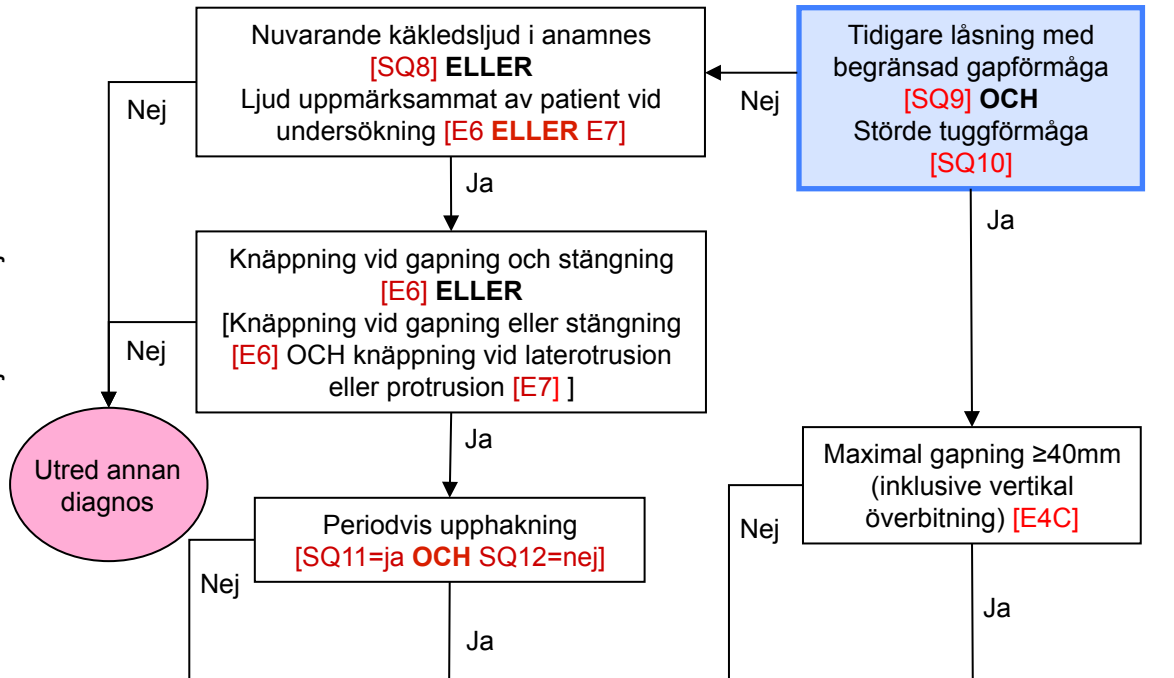 Nuvarande käkledsljud i anamnes
[SQ8] ELLER
Ljud uppmärksammat av patient vid
undersökning [E6 ELLER E7]
Tidigare låsning med
begränsad gapförmåga
[SQ9] OCH
Störde tuggförmåga
[SQ10]
Nej
Nej
Ja
Ja
Knäppning vid gapning och stängning
[E6] ELLER
[Knäppning vid gapning eller stängning
[E6] OCH knäppning vid laterotrusion
eller protrusion [E7] ]
Nej
Ja
Utred annan
diagnos
Maximal gapning ≥40mm
(inklusive vertikal
överbitning) [E4C]
Periodvis upphakning
[SQ11=ja OCH SQ12=nej]
Nej
Nej
Ja
Ja